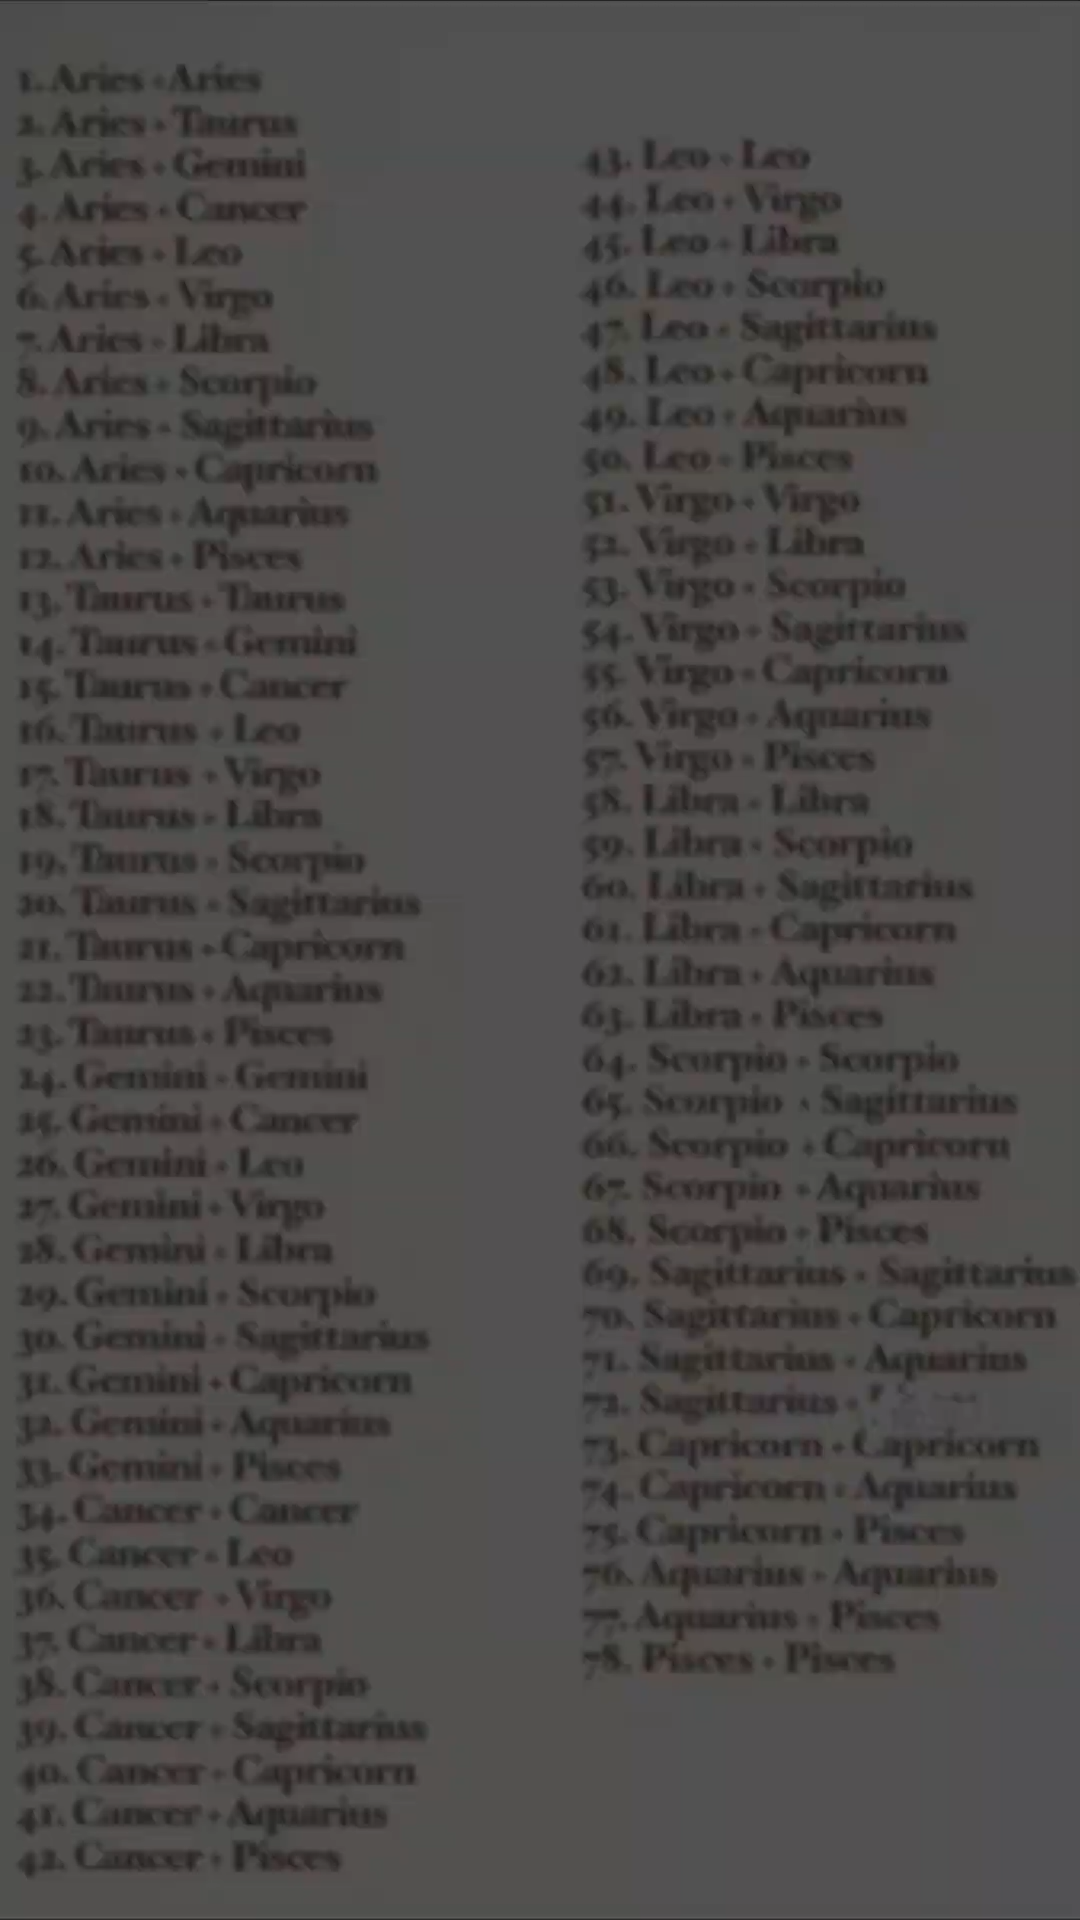 1. Aries + Aries
2. Aries + Taurus
3. Aries + Gemini
4. Aries + Cancer
5. Aries + Leo
6. Aries + Virgo
7. Aries + Libra
8. Aries + Scorpio
9. Aries + Sagittarius
10. Aries + Capricorn
11. Aries + Aquarius
12. Aries + Pisces
13. Taurus + Taurus
14. Taurus + Gemini
15. Taurus + Cancer
16. Taurus + Leo
17. Taurus + Virgo
18. Taurus + Libra
19. Taurus + Scorpio
20. Taurus + Sagittarius
21. Taurus + Capricorn
22. Taurus + Aquarius
23. Taurus + Pisces
24. Gemini + Gemini
25. Gemini + Cancer
26. Gemini + Leo
27. Gemini + Virgo
28. Gemini + Libra
29. Gemini + Scorpio
30. Gemini + Sagittarius
31. Gemini + Capricorn
32. Gemini + Aquarius
33. Gemini + Pisces
34. Cancer + Cancer
35. Cancer + Leo
36. Cancer + Virgo
37. Cancer + Libra
38. Cancer + Scorpio
39. Cancer + Sagittarius
40. Cancer + Capricorn
41. Cancer + Aquarius
42. Cancer + Pisces
43. Leo + Leo
44. Leo + Virgo
45. Leo + Libra
46. Leo + Scorpio
47. Leo + Sagittarius
48. Leo + Capricorn
49. Leo + Aquarius
50. Leo + Pisces
51. Virgo + Virgo
52. Virgo + Libra
53. Virgo + Scorpio
54. Virgo + Sagittarius
55. Virgo + Capricorn
56. Virgo + Aquarius
57. Virgo + Pisces
58. Libra + Libra
59. Libra + Scorpio
60. Libra + Sagittarius
61. Libra + Capricorn
62. Libra + Aquarius
63. Libra + Pisces
64. Scorpio + Scorpio
65. Scorpio + Sagittarius
66. Scorpio + Capricorn
67. Scorpio + Aquarius
68. Scorpio + Pisces
69. Sagittarius + Sagittarius
70. Sagittarius + Capricorn
71. Sagittarius + Aquarius
72. Sagittarius +
73. Capricorn + Capricorn
74. Capricorn + Aquarius
75. Capricorn + Pisces
76. Aquarius + Aquarius
77. Aquarius + Pisces
78. Pisces + Pisces